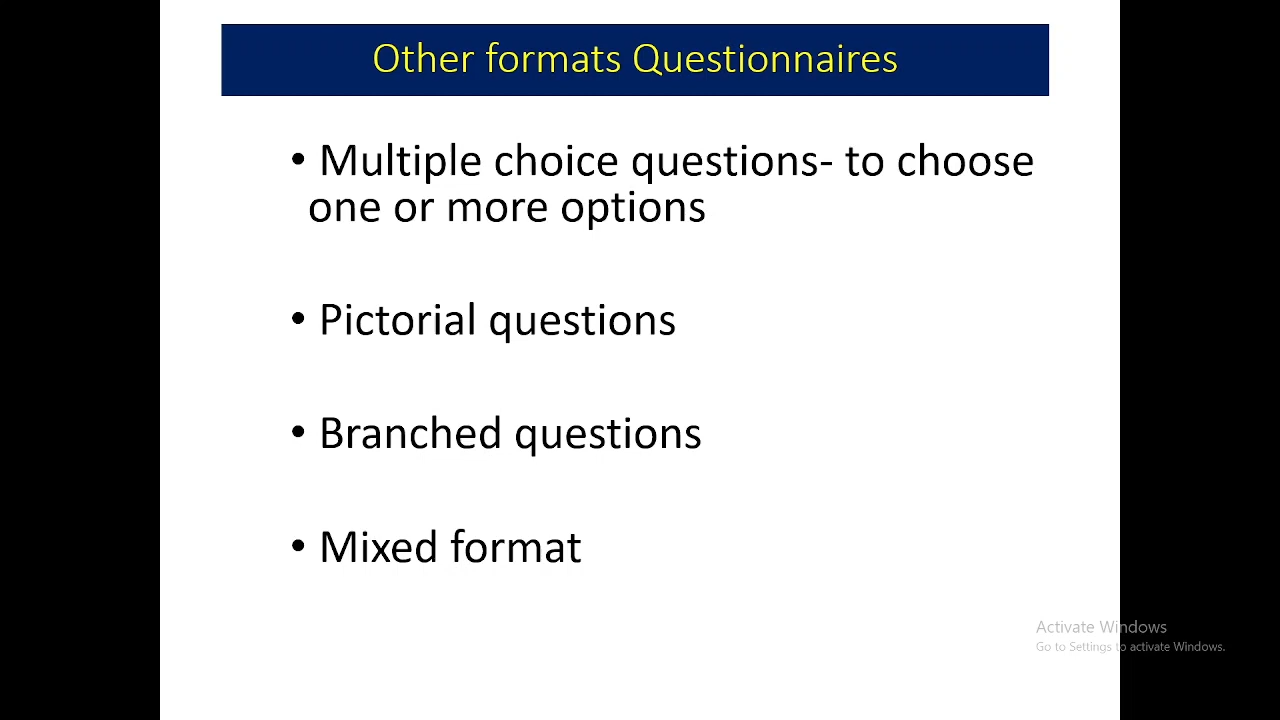 Other formats Questionnaires
• Multiple choice questions- to choose
one or more options
• Pictorial questions
• Branched questions
• Mixed format
Activate Windows
Go to Settings to activate Windows.